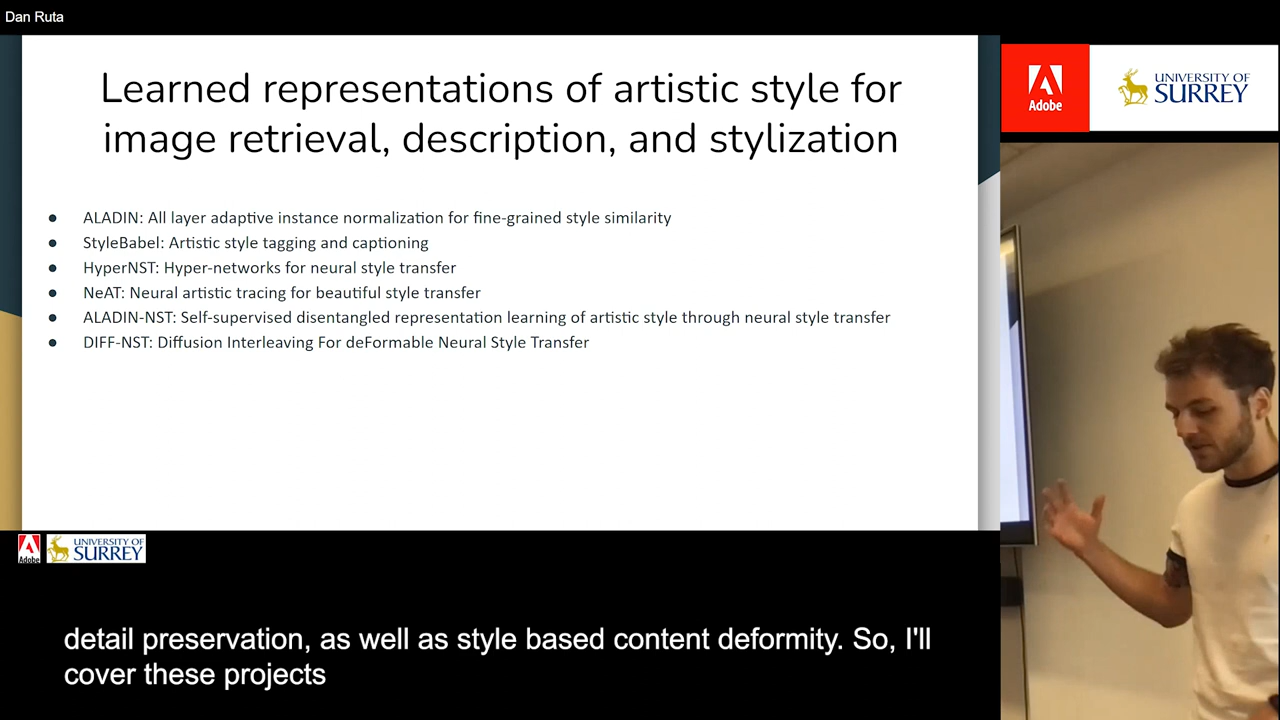 Dan Ruta
Learned representations of artistic style for
image retrieval, description, and stylization
● ALADIN: All layer adaptive instance normalization for fine-grained style similarity
● StyleBabel: Artistic style tagging and captioning
● HyperNST: Hyper-networks for neural style transfer
● NeAT: Neural artistic tracing for beautiful style transfer
● ALADIN-NST: Self-supervised disentangled representation learning of artistic style through neural style transfer
● DIFF-NST: Diffusion Interleaving For deFormable Neural Style Transfer
Adobe
UNIVERSITY OF
SURREY
Adobe
UNIVERSITY OF
SURREY
detail preservation, as well as style based content deformity. So, I'll
cover these projects